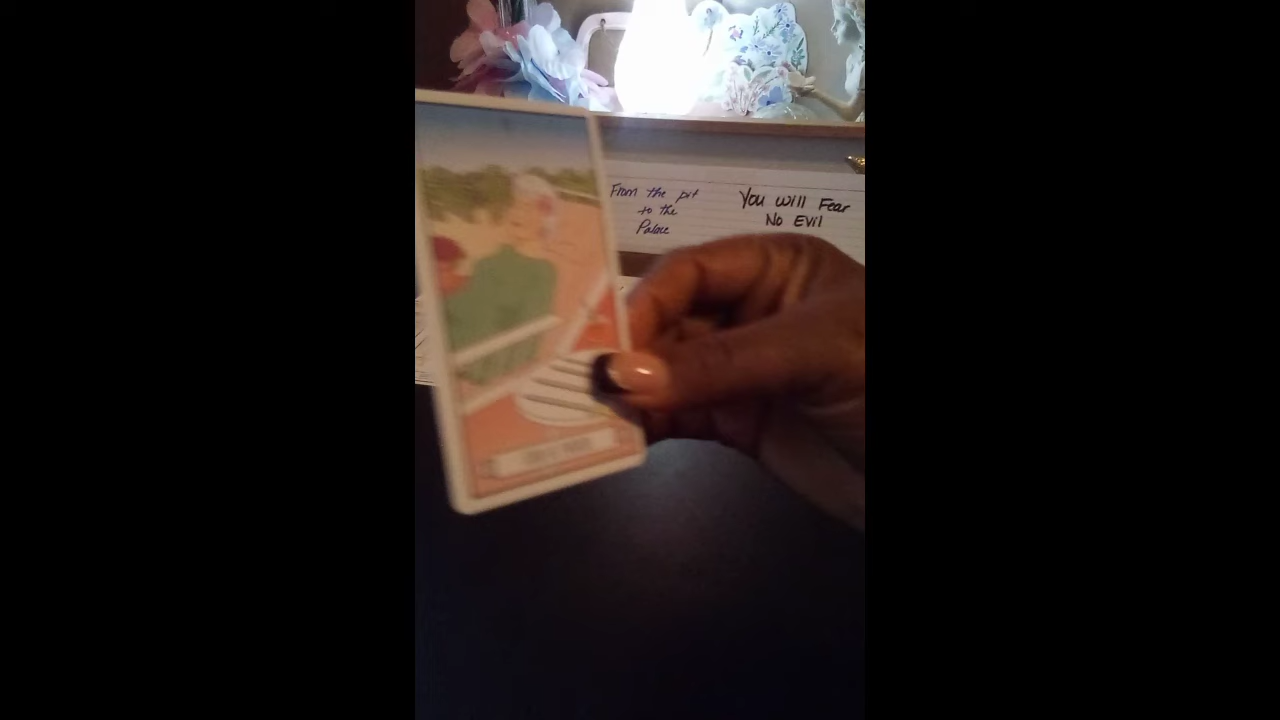 From the pit
to the
Palace
You will Fear
No Evil